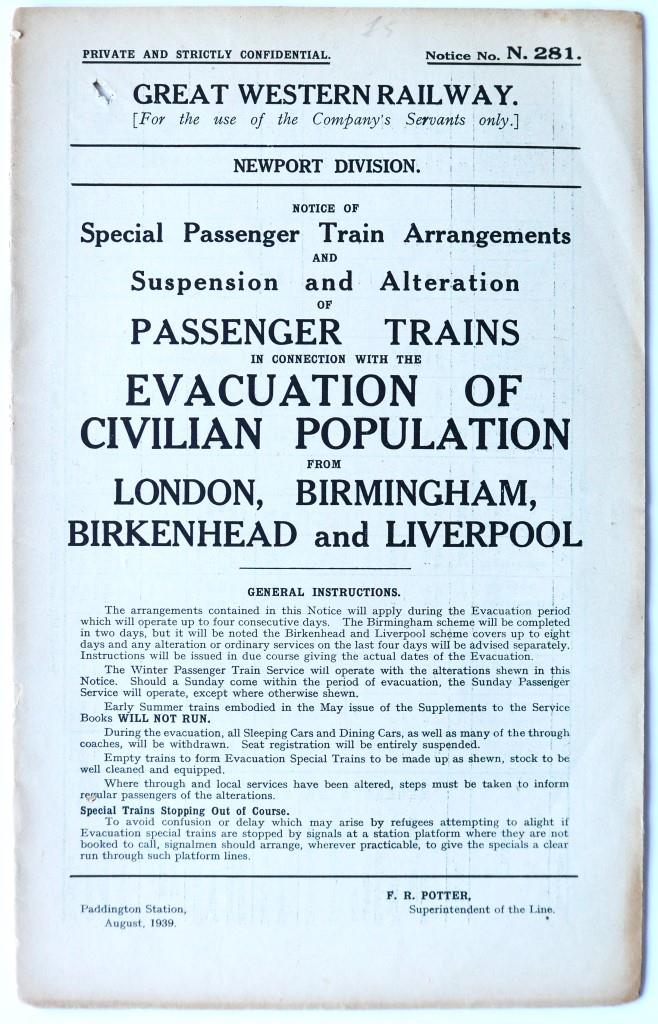 PRIVATE AND STRICTLY CONFIDENTIAL.
Notice No. N. 281.
GREAT WESTERN RAILWAY.
[For the use of the Company's Servants only.]
NEWPORT DIVISION.
NOTICE OF
Special Passenger Train Arrangements
AND
Suspension and Alteration
OF
PASSENGER TRAINS
IN CONNECTION WITH THE
EVACUATION OF
CIVILIAN POPULATION
FROM
LONDON, BIRMINGHAM,
BIRKENHEAD and LIVERPOOL
GENERAL INSTRUCTIONS.
The arrangements contained in this Notice will apply during the Evacuation period
which will operate up to four consecutive days. The Birmingham scheme will be completed
in two days, but it will be noted the Birkenhead and Liverpool scheme covers up to eight
days and any alteration or ordinary services on the last four days will be advised separately.
Instructions will be issued in due course giving the actual dates of the Evacuation.
The Winter Passenger Train Service will operate with the alterations shewn in this
Notice. Should a Sunday come within the period of evacuation, the Sunday Passenger
Service will operate, except where otherwise shewn.
Early Summer trains embodied in the May issue of the Supplements to the Service
Books WILL NOT RUN.
During the evacuation, all Sleeping Cars and Dining Cars, as well as many of the through
coaches, will be withdrawn. Seat registration will be entirely suspended.
Empty trains to form Evacuation Special Trains to be made up as shewn, stock to be
well cleaned and equipped.
Where through and local services have been altered, steps must be taken to inform
regular passengers of the alterations.
Special Trains Stopping Out of Course.
To avoid confusion or delay which may arise by refugees attempting to alight if
Evacuation special trains are stopped by signals at a station platform where they are not
booked to call, signalmen should arrange, wherever practicable, to give the specials a clear
run through such platform lines.
F. R. POTTER,
Superintendent of the Line.
Paddington Station,
August, 1939.